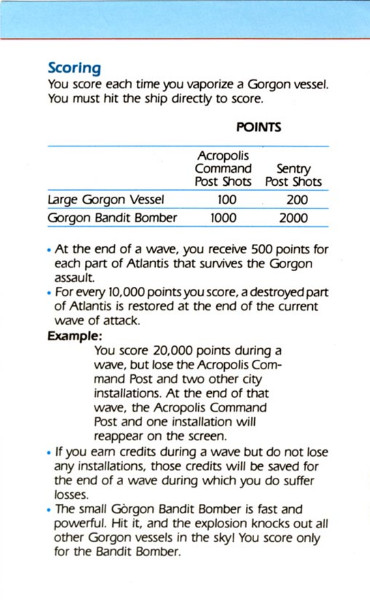 Scoring
You score each time you vaporize a Gorgon vessel.
You must hit the ship directly to score.
POINTS
Acropolis
Command Sentry
Post Shots Post Shots
Large Gorgon Vessel 100 200
Gorgon Bandit Bomber 1000 2000
• At the end of a wave, you receive 500 points for
each part of Atlantis that survives the Gorgon
assault.
• For every 10,000 points you score, a destroyed part
of Atlantis is restored at the end of the current
wave of attack.
Example:
You score 20,000 points during a
wave, but lose the Acropolis Com-
mand Post and two other city
installations. At the end of that
wave, the Acropolis Command
Post and one installation will
reappear on the screen.
• If you earn credits during a wave but do not lose
any installations, those credits will be saved for
the end of a wave during which you do suffer
losses.
• The small Gorgon Bandit Bomber is fast and
powerful. Hit it, and the explosion knocks out all
other Gorgon vessels in the sky! You score only
for the Bandit Bomber.